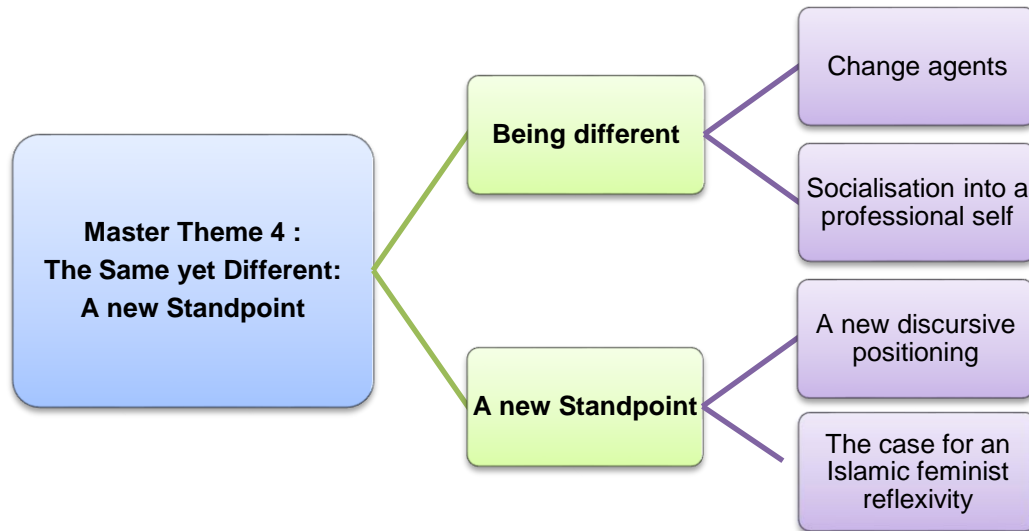 Master Theme 4 :
The Same yet Different:
A new Standpoint
Being different
Change agents
Socialisation into a
professional self
A new Standpoint
A new discursive
positioning
The case for an
Islamic feminist
reflexivity